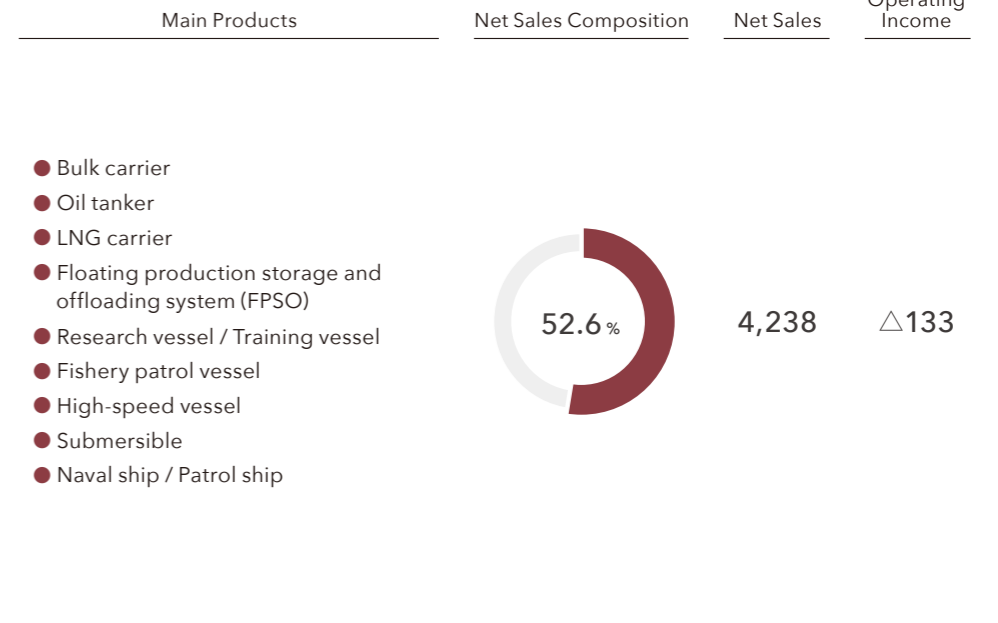 Main Products
Net Sales Composition
Net Sales
Operating
Income
● Bulk carrier
● Oil tanker
● LNG carrier
● Floating production storage and
offloading system (FPSO)
● Research vessel / Training vessel
● Fishery patrol vessel
● High-speed vessel
● Submersible
● Naval ship / Patrol ship
52.6 %
4,238
△133